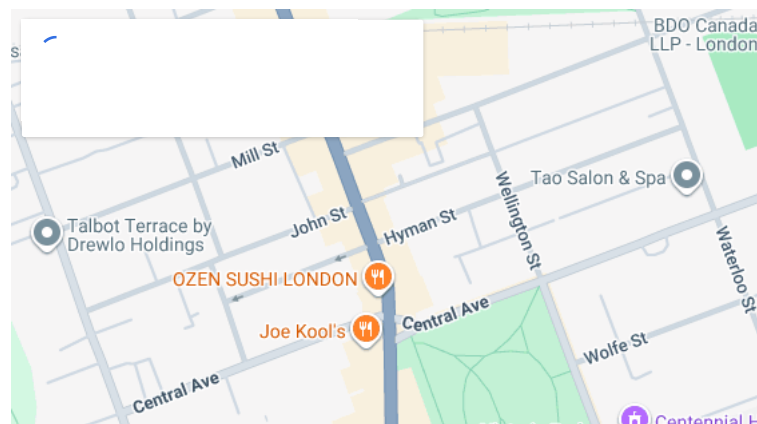 BDO Canada
LLP - London
Mill St
Tao Salon & Spa
Wellington St
John St
Hyman St
Talbot Terrace by
Drewlo Holdings
Waterloo St
OZEN SUSHI LONDON
Central Ave
Joe Kool's
Wolfe St
Central Ave
Centennial H